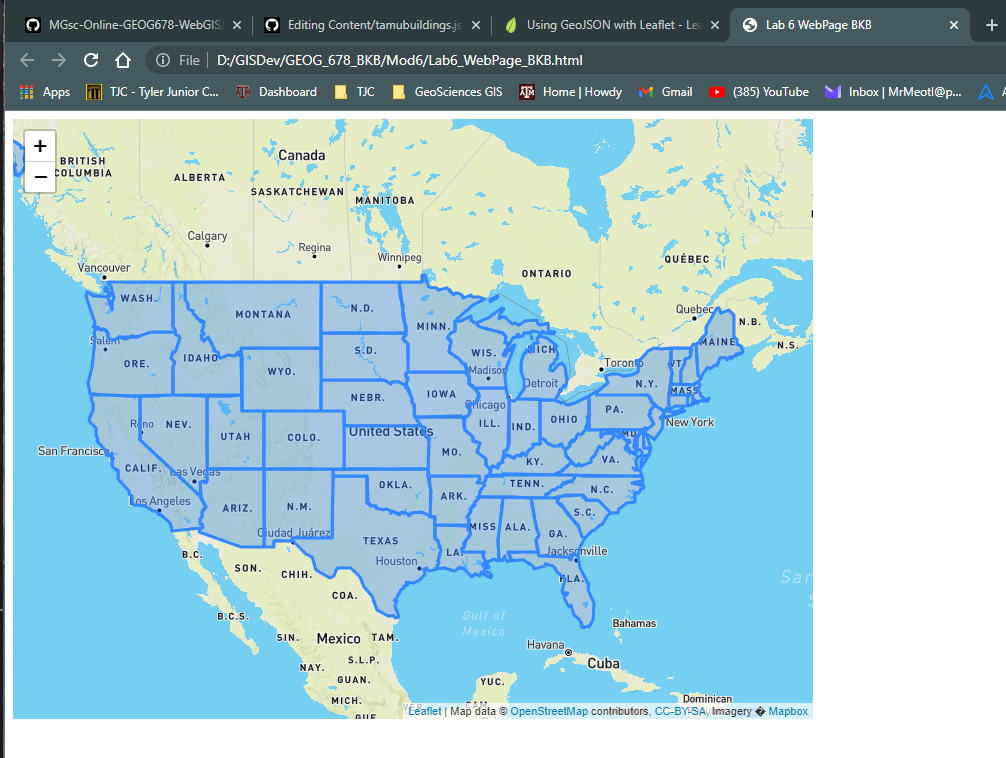 MGsc-Online-GEOG678-WebGIS
Editing Content/tamubuildings.js
Using GeoJSON with Leaflet - Lea
Lab 6 WebPage BKB
File D:/GISDev/GEOG_678_BKB/Mod6/Lab6_WebPage_BKB.html
Apps
TJC - Tyler Junior C...
Dashboard
TJC
GeoSciences GIS
Home | Howdy
Gmail
(385) YouTube
Inbox | MrMeotl@p...
+
−
BRITISH
COLUMBIA
ALBERTA
Canada
SASKATCHEWAN
MANITOBA
Calgary
Regina
Winnipeg
Vancouver
ONTARIO
QUÉBEC
Quebec
N.B.
N.S.
WASH.
MONTANA
N.D.
MINN.
Salem
ORE.
IDAHO
WYO.
S.D.
WIS.
MICH.
Toronto
VT.
MAINE
Madison
Detroit
N.Y.
MASS.
NEBR.
IOWA
Chicago
PA.
New York
Reno
NEV.
UTAH
COLO.
United States
ILL.
IND.
OHIO
MD.
San Francisco
CALIF.
Las Vegas
MO.
KY.
VA.
Los Angeles
ARIZ.
N.M.
OKLA.
ARK.
TENN.
N.C.
Ciudad Juárez
TEXAS
MISS
ALA.
GA.
S.C.
B.C.
SON.
CHIH.
Houston
LA.
Jacksonville
FLA.
COA.
B.C.S.
SIN.
Mexico
TAM.
Gulf of
Mexico
Bahamas
Sar
NAY.
S.L.P.
GUAN.
Havana
Cuba
MICH.
YUC.
Dominican
VER.
CAM.
GUE
Leaflet | Map data © OpenStreetMap contributors, CC-BY-SA, Imagery � Mapbox